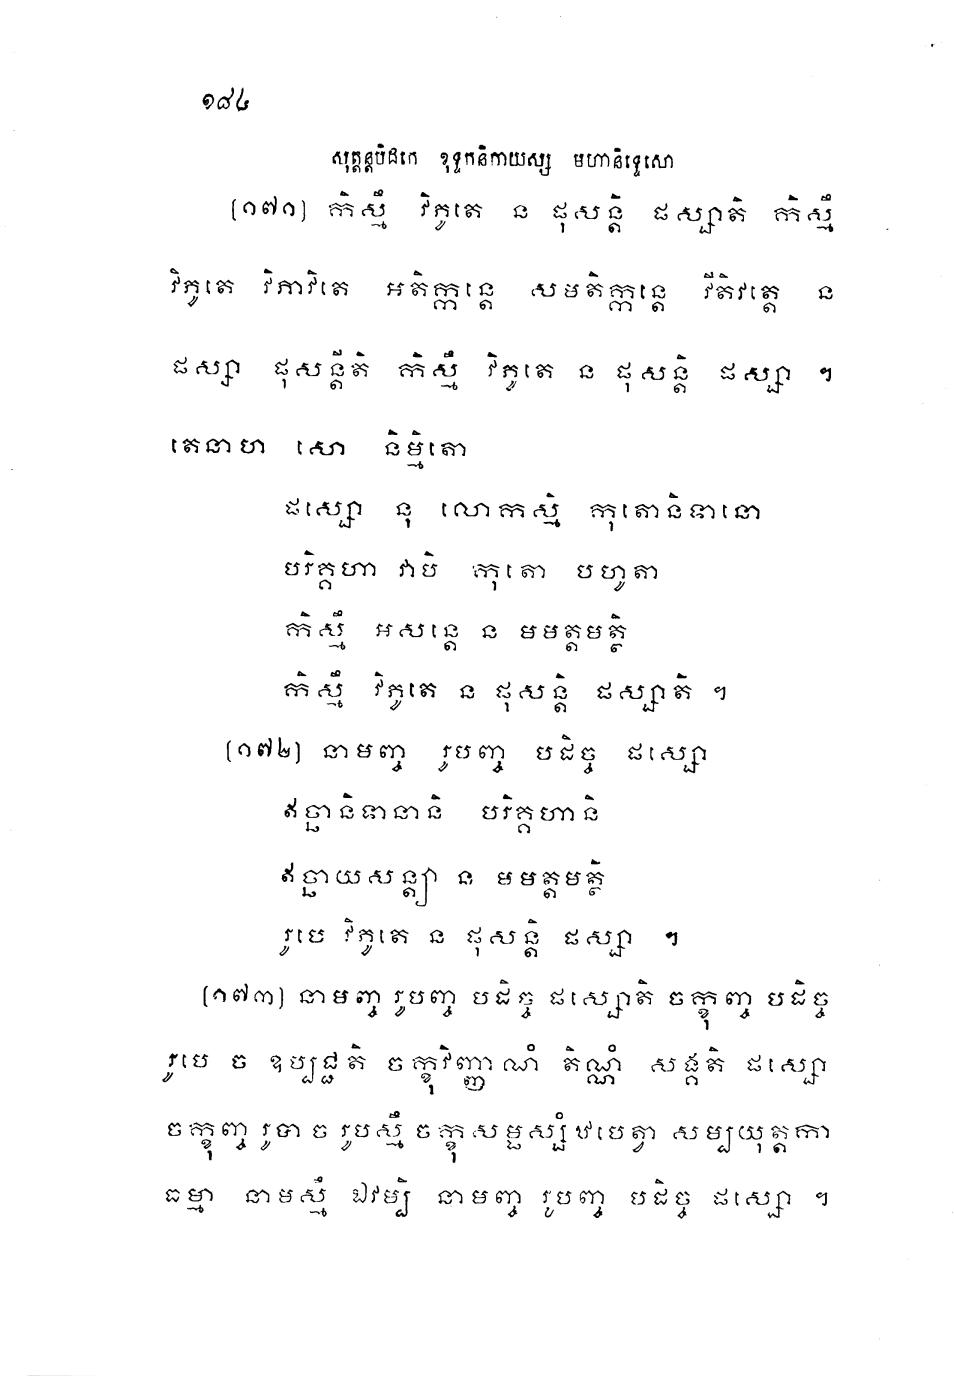 ១៨៤
សុត្តន្តបិដកេ ខុទ្ទកនិកាយស្ស មហានិទ្ទេសោ
(១៧១) កិស្មឹ វិភូតេ ន ផុសន្តិ ផស្សាតិ កិស្មឹ
វិភូតេ វិភាវិតេ អតិក្កន្តេ សមតិក្កន្តេ វីតិវត្តេ ន
ផស្សា ផុសន្តីតិ កិស្មឹ វិភូតេ ន ផុសន្តិ ផស្សា ។
តេនាហ សោ និម្មិតោ
ផស្សោ នុ លោកស្មិ កុតោនិទានោ
បរិគ្គហា វាបិ កុតោ បហូតា
កិស្មឹ អសន្តេ ន មមត្តមត្ថិ
កិស្មឹ វិភូតេ ន ផុសន្តិ ផស្សាតិ ។
(១៧២) នាមញ្ច រូបញ្ច បដិច្ច ផស្សោ
ឥច្ឆានិទានានិ បរិគ្គហានិ
ឥច្ឆាយសន្ត្យា ន មមត្តមត្ថិ
រូបេ វិភូតេ ន ផុសន្តិ ផស្សា ។
(១៧៣) នាមញ្ច រូបញ្ច បដិច្ច ផស្សោតិ ចក្ខុញ្ច បដិច្ច
រូបេ ច ឧប្បជ្ជតិ ចក្ខុវិញ្ញាណំ តិណ្ណំ សង្គតិ ផស្សោ
ចក្ខុញ្ច រូបា ច រូបស្មឹ ចក្ខុសម្ផស្សំ ឋបេត្វា សម្បយុត្តកា
ធម្មា នាមស្មឹ ឯវម្បិ នាមញ្ច រូបញ្ច បដិច្ច ផស្សោ ។